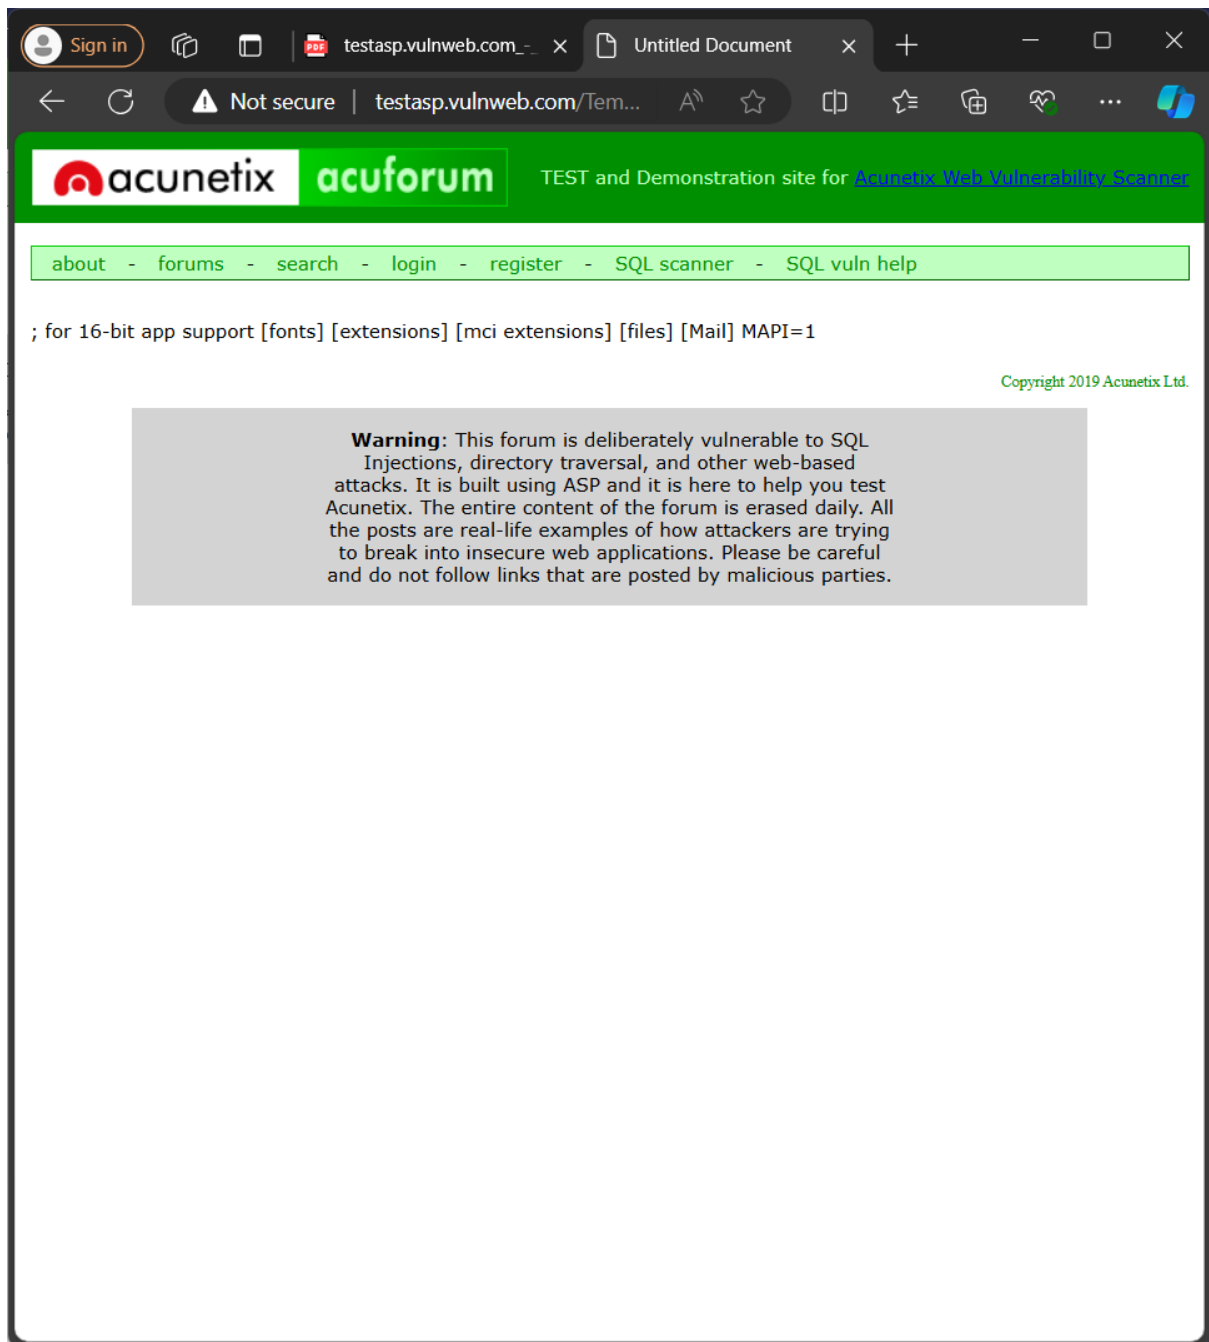 Sign in
testasp.vulnweb.com_-_
Untitled Document
Not secure | testasp.vulnweb.com/Tem...
acunetix acuforum
TEST and Demonstration site for Acunetix Web Vulnerability Scanner
about - forums - search - login - register - SQL scanner - SQL vuln help
; for 16-bit app support [fonts] [extensions] [mci extensions] [files] [Mail] MAPI=1
Copyright 2019 Acunetix Ltd.
Warning: This forum is deliberately vulnerable to SQL
Injections, directory traversal, and other web-based
attacks. It is built using ASP and it is here to help you test
Acunetix. The entire content of the forum is erased daily. All
the posts are real-life examples of how attackers are trying
to break into insecure web applications. Please be careful
and do not follow links that are posted by malicious parties.